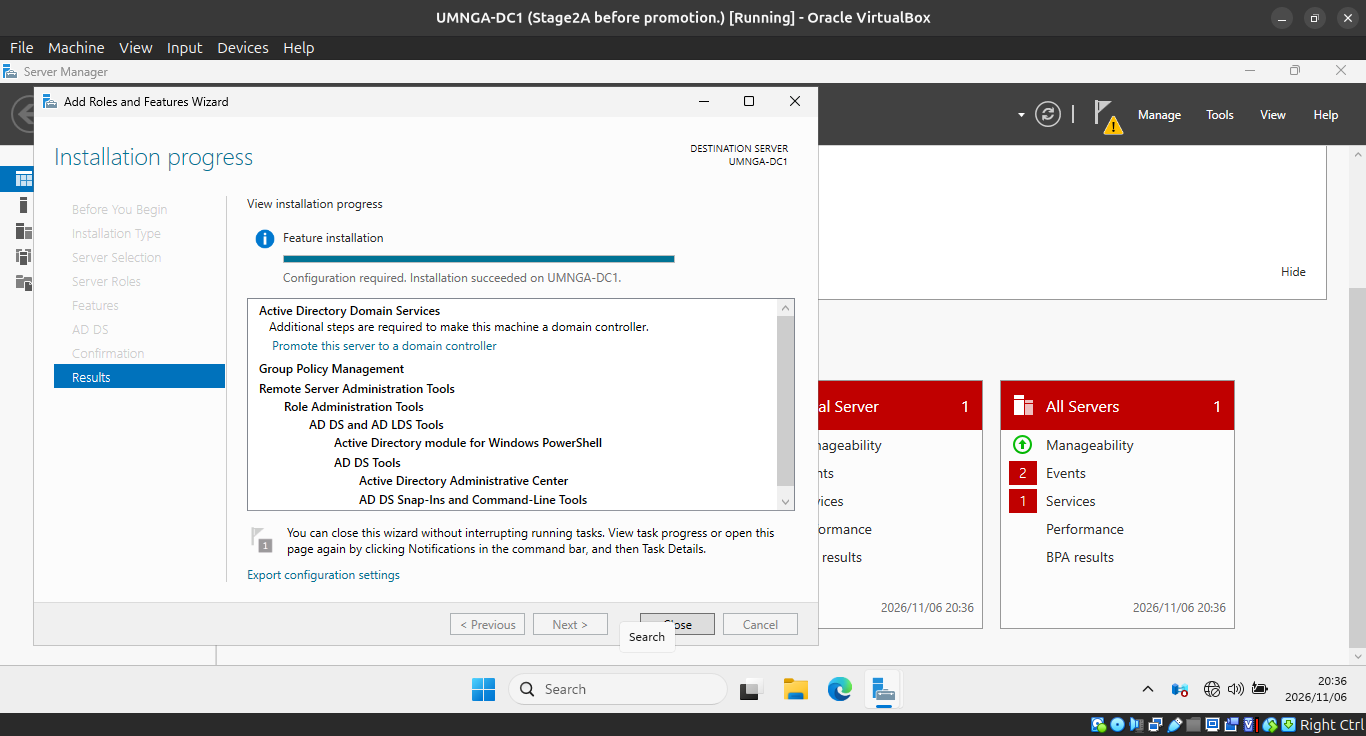 UMNGA-DC1 (Stage2A before promotion.) [Running] - Oracle VirtualBox
File Machine View Input Devices Help
Server Manager
Manage Tools View Help
Add Roles and Features Wizard
Installation progress
DESTINATION SERVER
UMNGA-DC1
Before You Begin
Installation Type
Server Selection
Server Roles
Features
AD DS
Confirmation
Results
View installation progress
Feature installation
Configuration required. Installation succeeded on UMNGA-DC1.
Active Directory Domain Services
Additional steps are required to make this machine a domain controller.
Promote this server to a domain controller
Group Policy Management
Remote Server Administration Tools
Role Administration Tools
AD DS and AD LDS Tools
Active Directory module for Windows PowerShell
AD DS Tools
Active Directory Administrative Center
AD DS Snap-Ins and Command-Line Tools
1
You can close this wizard without interrupting running tasks. View task progress or open this
page again by clicking Notifications in the command bar, and then Task Details.
Export configuration settings
< Previous
Next >
Close
Cancel
Search
Hide
al Server 1
nageability
nts
vices
ormance
results
2026/11/06 20:36
All Servers 1
Manageability
2 Events
1 Services
Performance
BPA results
2026/11/06 20:36
Search
20:36
2026/11/06
Right Ctrl